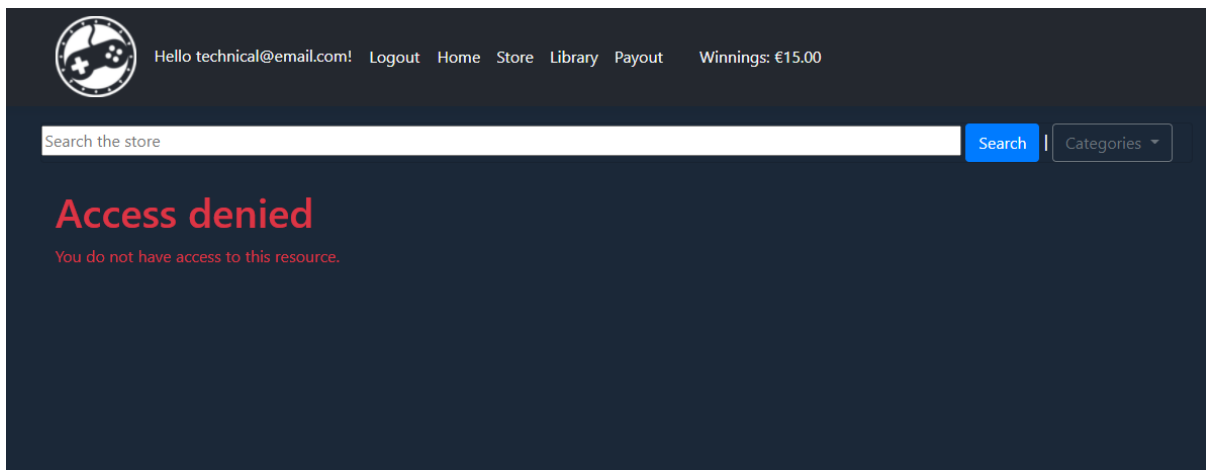 Hello technical@email.com! Logout Home Store Library Payout Winnings: €15.00
Search the store Search | Categories
Access denied
You do not have access to this resource.